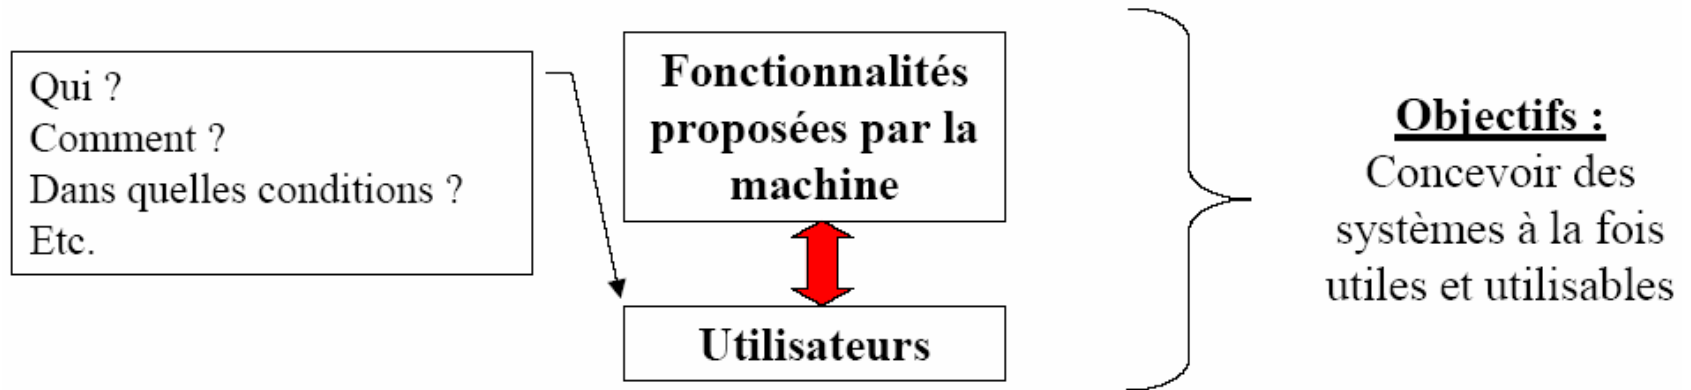 Qui ?
Comment ?
Dans quelles conditions ?
Etc.
Fonctionnalités
proposées par la
machine
Utilisateurs
Objectifs :
Concevoir des
systèmes à la fois
utiles et utilisables